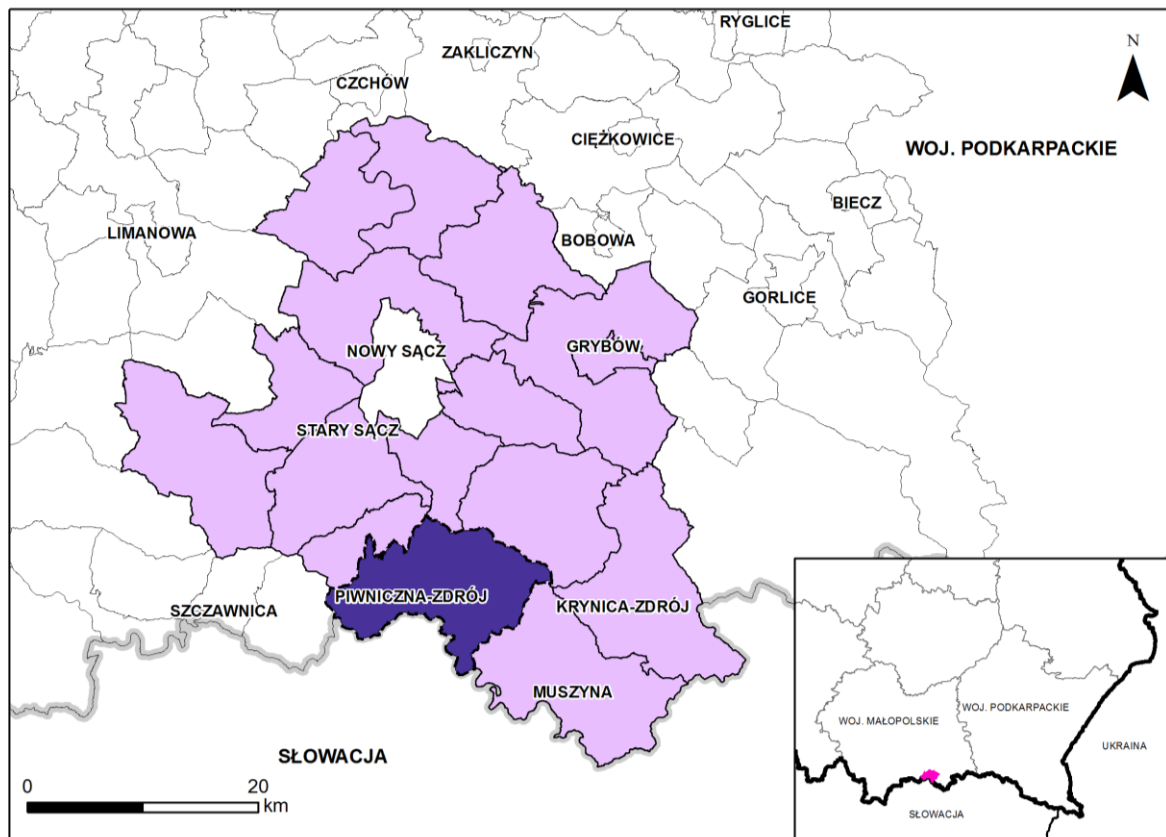 RYGLICE
ZAKLICZYN
N
CZCHÓW
CIĘŻKOWICE
WOJ. PODKARPACKIE
BIECZ
LIMANOWA
BOBOWA
GORLICE
NOWY SĄCZ
GRYBÓW
STARY SĄCZ
PIWNICZNA-ZDRÓJ
SZCZAWNICA
KRYNICA-ZDRÓJ
MUSZYNA
SŁOWACJA
0 20
km
WOJ. MAŁOPOLSKIE
WOJ. PODKARPACKIE
UKRAINA
SŁOWACJA